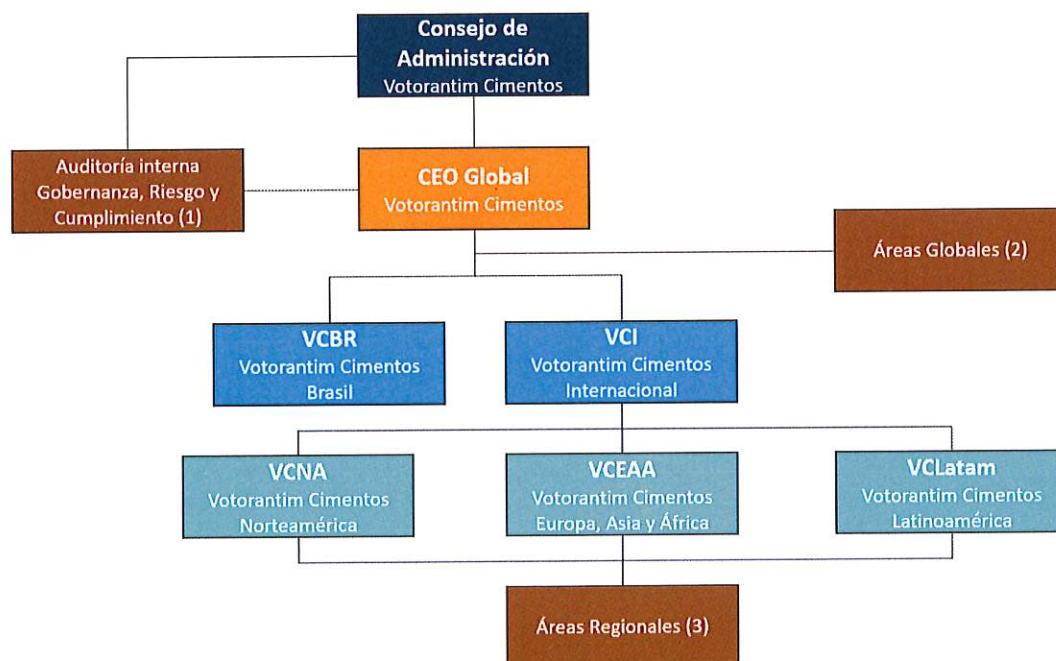 Consejo de
Administración
Votorantim Cimentos
Auditoría interna
Gobernanza, Riesgo y
Cumplimiento (1)
CEO Global
Votorantim Cimentos
Áreas Globales (2)
VCBR
Votorantim Cimentos
Brasil
VCI
Votorantim Cimentos
Internacional
VCNA
Votorantim Cimentos
Norteamérica
VCEAA
Votorantim Cimentos
Europa, Asia y África
VCLatam
Votorantim Cimentos
Latinoamérica
Áreas Regionales (3)